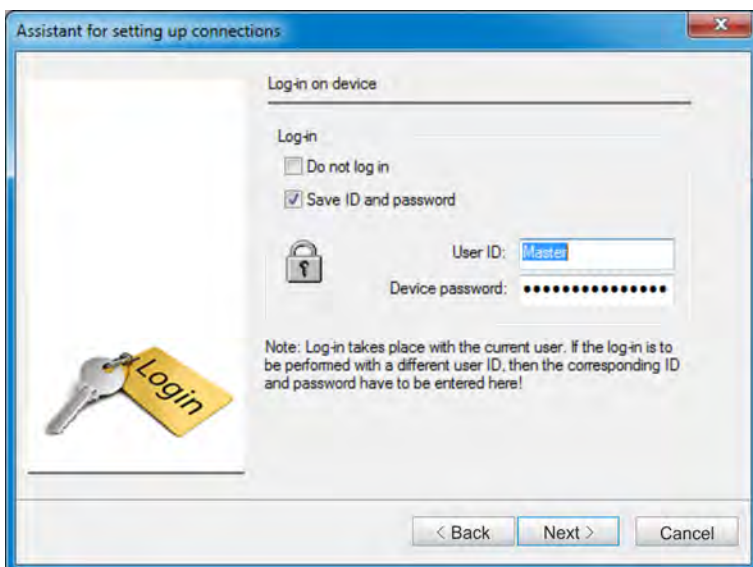 Assistant for setting up connections
Log-in on device
Log-in
Do not log in
Save ID and password
User ID: Master
Device password: ●●●●●●●●●●●●●●●
Note: Log-in takes place with the current user. If the log-in is to
be performed with a different user ID, then the corresponding ID
and password have to be entered here!
Login
< Back Next > Cancel